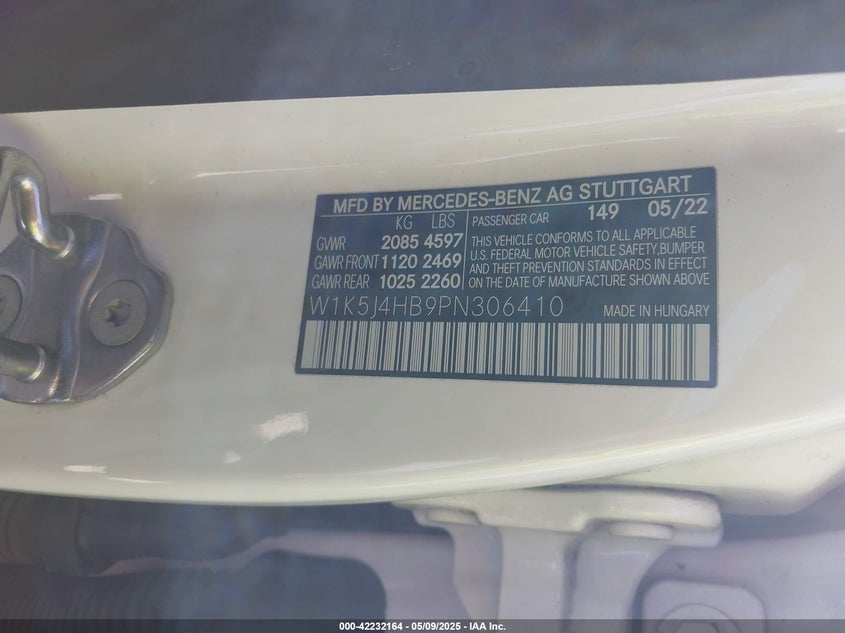 MFD BY MERCEDES-BENZ AG STUTTGART
KG LBS
GVWR 2085 4597
GAWR FRONT 1120 2469
GAWR REAR 1025 2260
PASSENGER CAR 149 05/22
THIS VEHICLE CONFORMS TO ALL APPLICABLE
U.S. FEDERAL MOTOR VEHICLE SAFETY, BUMPER
AND THEFT PREVENTION STANDARDS IN EFFECT
ON THE DATE OF MANUFACTURE SHOWN ABOVE
W1K5J4HB9PN306410 MADE IN HUNGARY
000-42232164 - 05/09/2025 - IAA Inc.